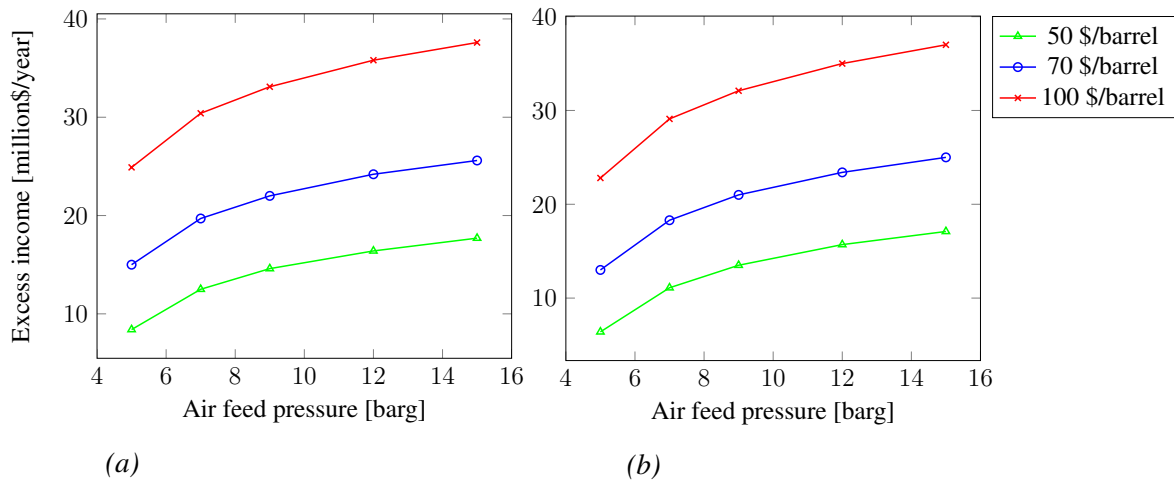 40
30
20
10
4
6
8
10
12
14
16
Air feed pressure [barg]
Excess income [million$/year]
(a)
40
30
20
10
4
6
8
10
12
14
16
Air feed pressure [barg]
(b)
50 $/barrel
70 $/barrel
100 $/barrel